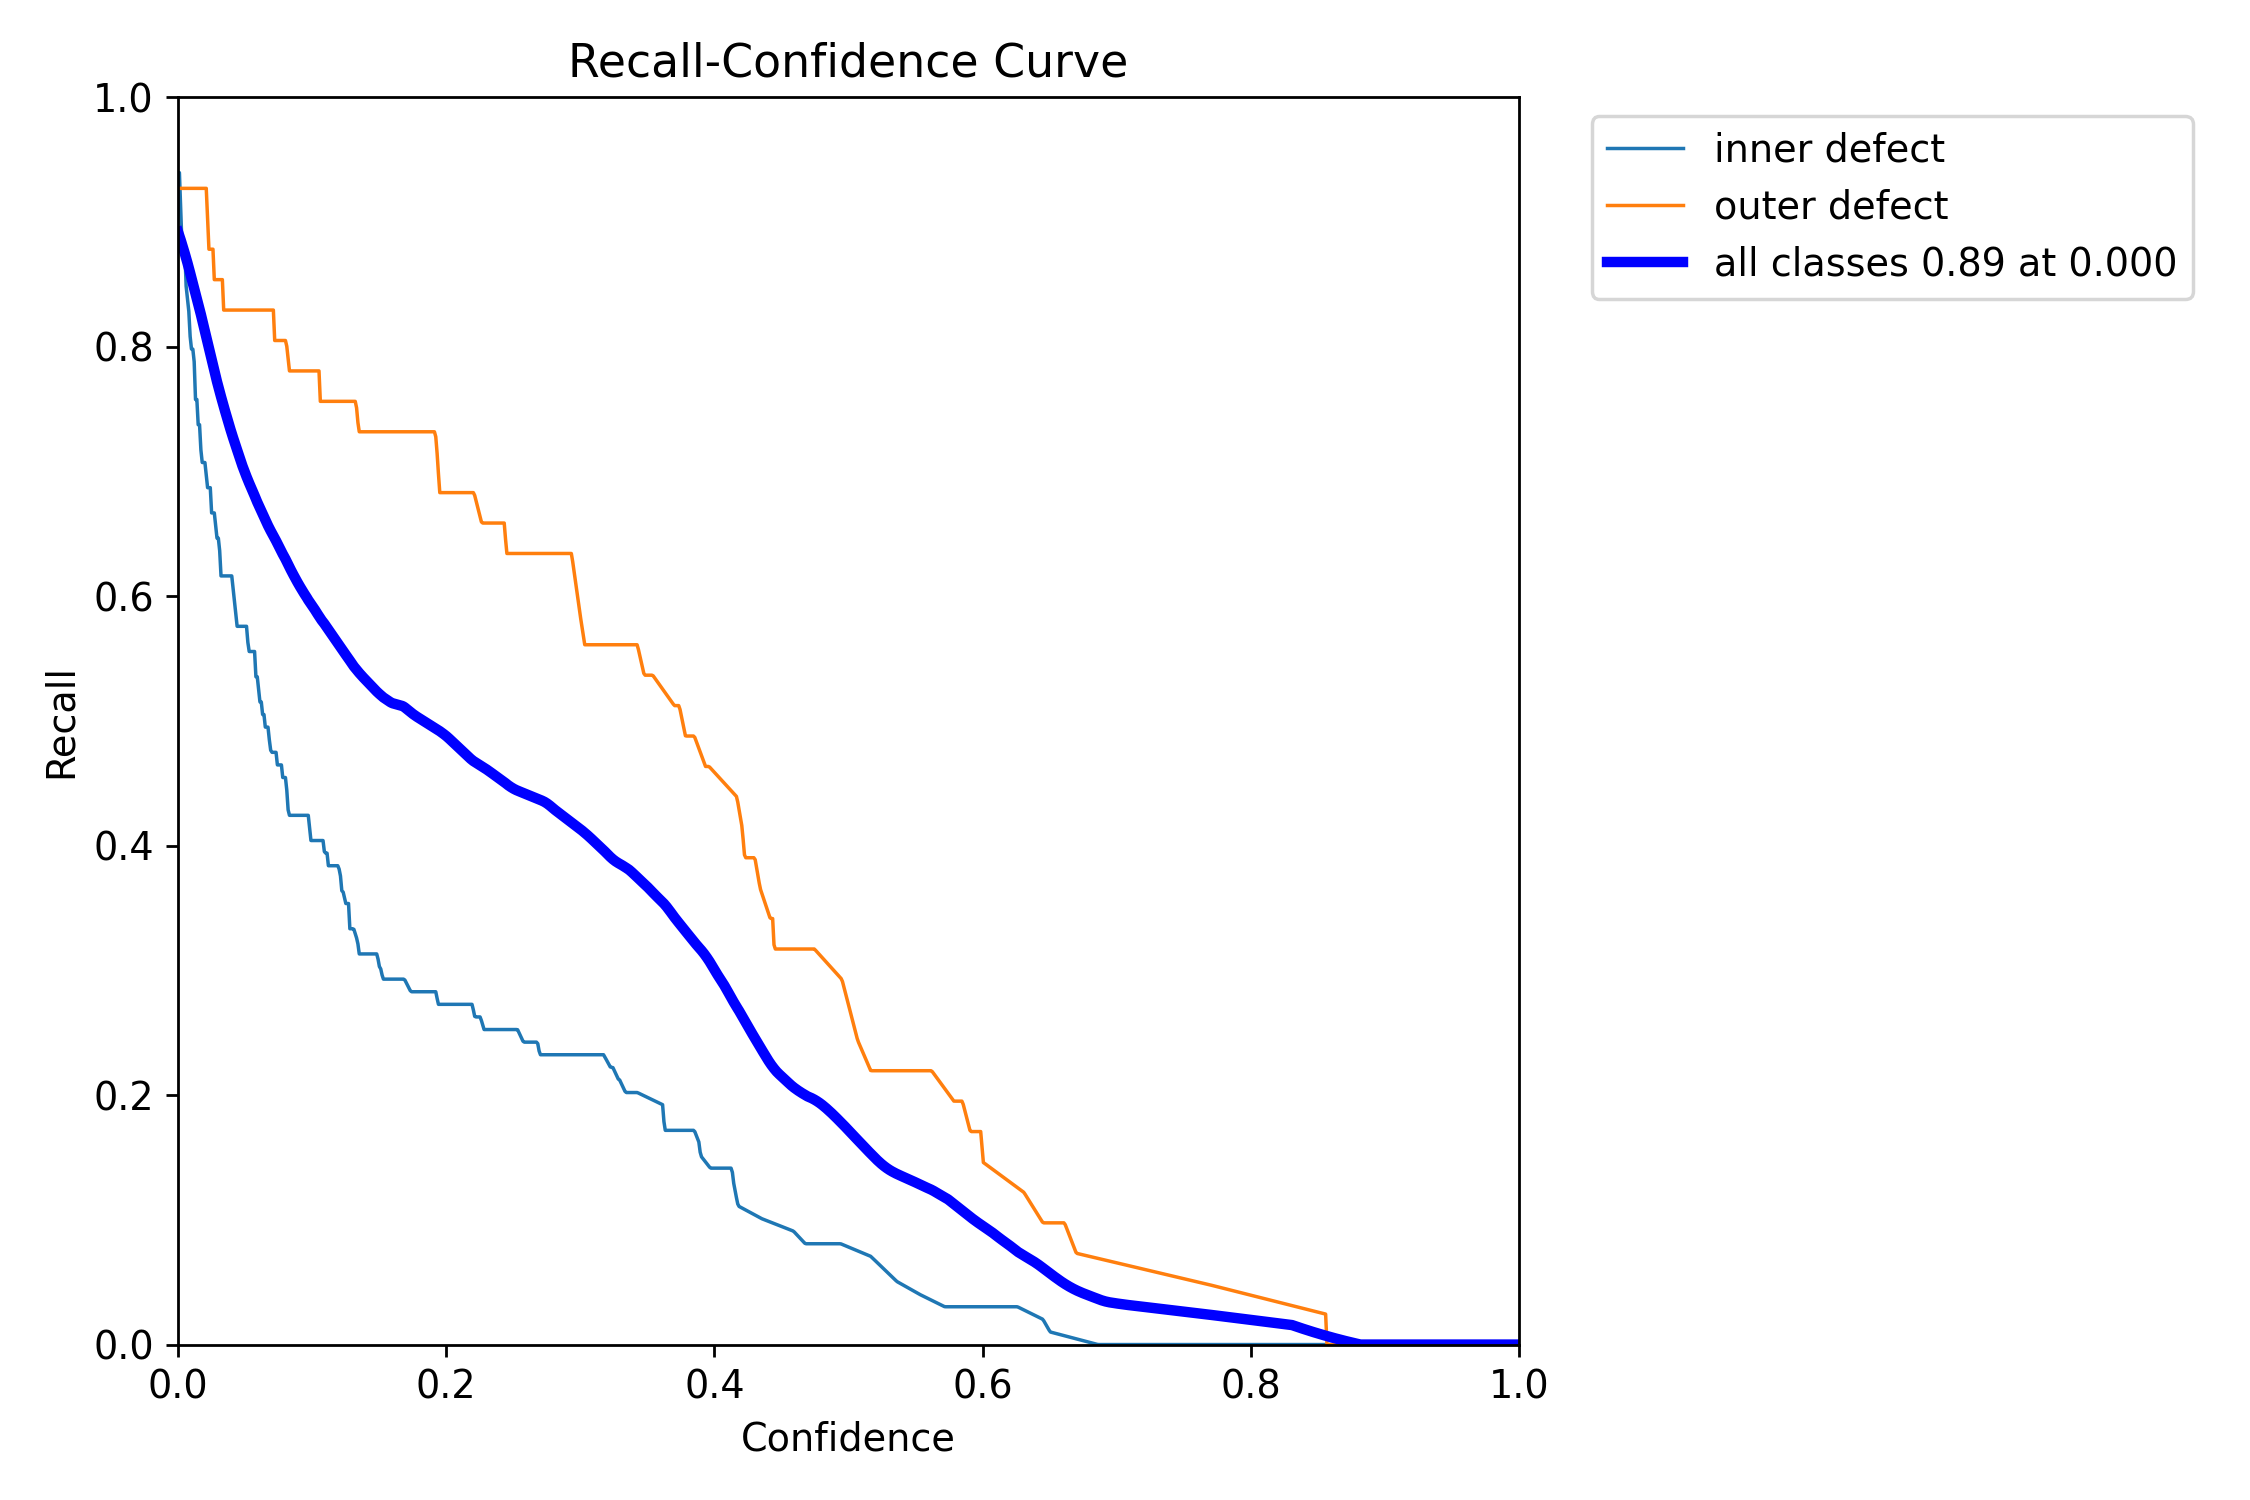 Recall-Confidence Curve
1.0
0.8
0.6
0.4
0.2
0.0
Recall
0.0 0.2 0.4 0.6 0.8 1.0
Confidence
inner defect
outer defect
all classes 0.89 at 0.000